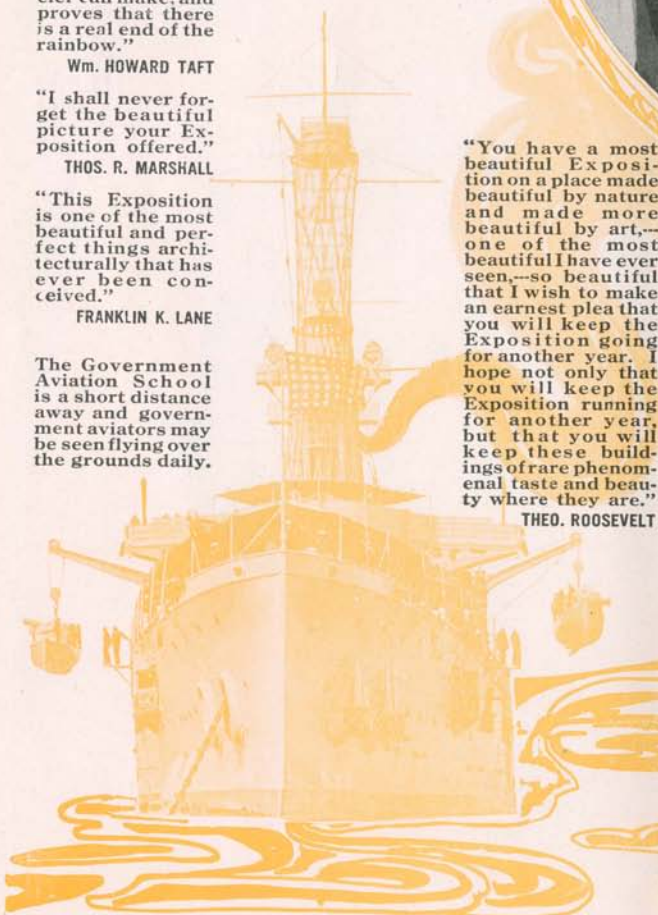 can make, and
proves that there
is a real end of the
rainbow."
Wm. HOWARD TAFT
"I shall never for-
get the beautiful
picture your Ex-
position offered."
THOS. R. MARSHALL
"This Exposition
is one of the most
beautiful and per-
fect things archi-
tecturally that has
ever been con-
ceived."
FRANKLIN K. LANE
The Government
Aviation School
is a short distance
away and govern-
ment aviators may
be seen flying over
the grounds daily.
"You have a most
beautiful Exposi-
tion on a place made
beautiful by nature
and made more
beautiful by art,---
one of the most
beautiful I have ever
seen,---so beautiful
that I wish to make
an earnest plea that
you will keep the
Exposition going
for another year. I
hope not only that
you will keep the
Exposition running
for another year,
but that you will
keep these build-
ings of rare phenom-
enal taste and beau-
ty where they are."
THEO. ROOSEVELT